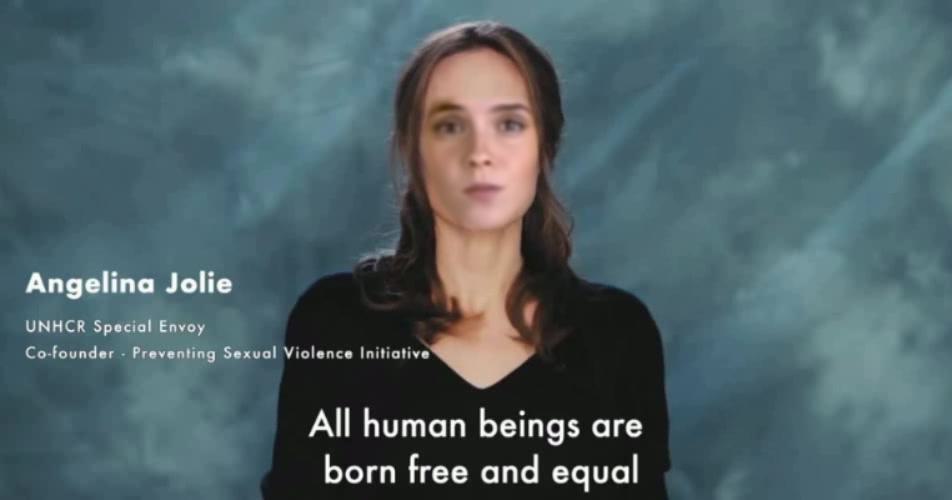 Angelina Jolie
UNHCR Special Envoy
Co-founder - Preventing Sexual Violence Initiative
All human beings are
born free and equal